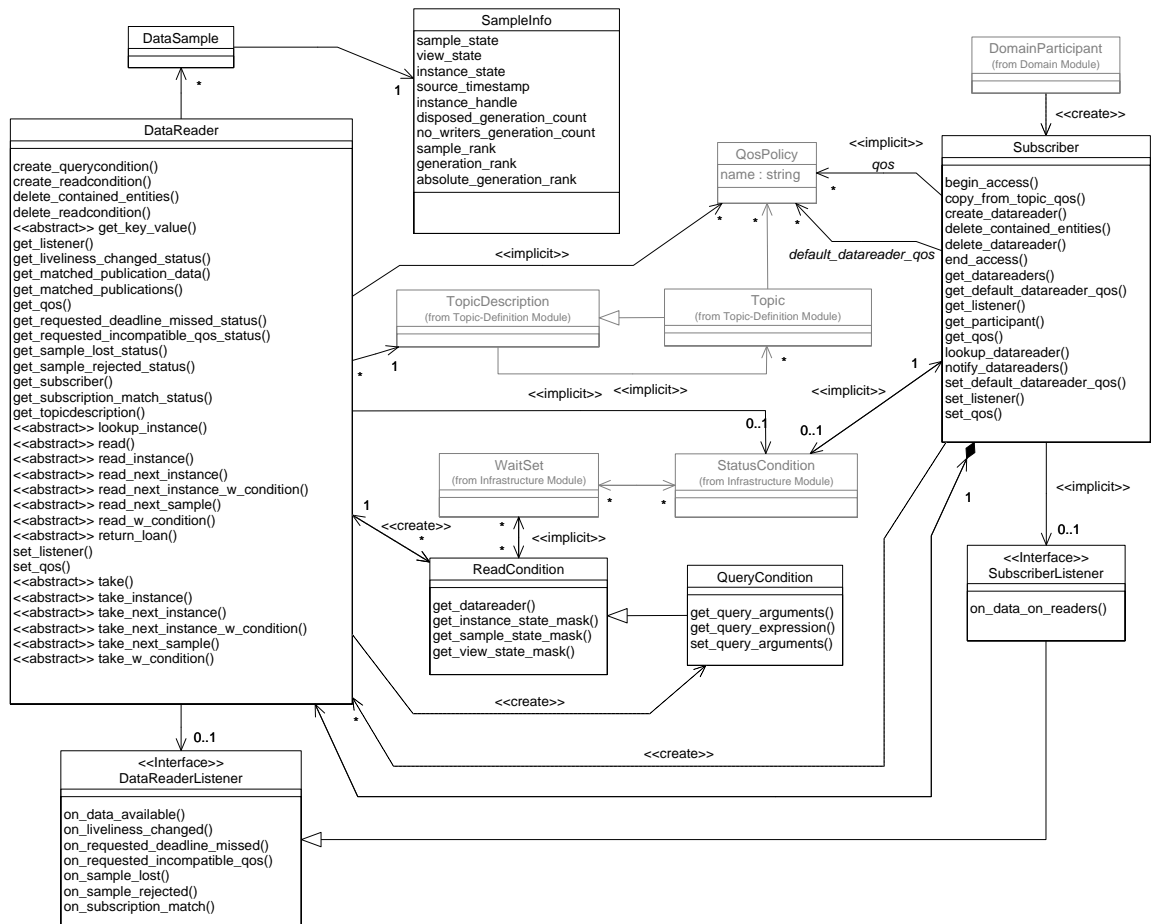 DataSample
*
SampleInfo
sample_state
view_state
instance_state
source_timestamp
instance_handle
disposed_generation_count
no_writers_generation_count
sample_rank
generation_rank
absolute_generation_rank
1
DomainParticipant
(from Domain Module)
<<create>>
DataReader
create_querycondition()
create_readcondition()
delete_contained_entities()
delete_readcondition()
<<abstract>> get_key_value()
get_listener()
get_liveliness_changed_status()
get_matched_publication_data()
get_matched_publications()
get_qos()
get_requested_deadline_missed_status()
get_requested_incompatible_qos_status()
get_sample_lost_status()
get_sample_rejected_status()
get_subscriber()
get_subscription_match_status()
get_topicdescription()
<<abstract>> lookup_instance()
<<abstract>> read()
<<abstract>> read_instance()
<<abstract>> read_next_instance()
<<abstract>> read_next_instance_w_condition()
<<abstract>> read_next_sample()
<<abstract>> read_w_condition()
<<abstract>> return_loan()
set_listener()
set_qos()
<<abstract>> take()
<<abstract>> take_instance()
<<abstract>> take_next_instance()
<<abstract>> take_next_instance_w_condition()
<<abstract>> take_next_sample()
<<abstract>> take_w_condition()
QosPolicy
name : string
<<implicit>>
qos
*
*
*
*
default_datareader_qos
<<implicit>>
Subscriber
begin_access()
copy_from_topic_qos()
create_datareader()
delete_contained_entities()
delete_datareader()
end_access()
get_datareaders()
get_default_datareader_qos()
get_listener()
get_participant()
get_qos()
lookup_datareader()
notify_datareaders()
set_default_datareader_qos()
set_listener()
set_qos()
TopicDescription
(from Topic-Definition Module)
Topic
(from Topic-Definition Module)
*
1
*
1
<<implicit>>
<<implicit>>
<<implicit>>
0..1
0..1
WaitSet
(from Infrastructure Module)
StatusCondition
(from Infrastructure Module)
*
*
1
<<create>>
*
*
*
<<implicit>>
1
<<implicit>>
0..1
ReadCondition
get_datareader()
get_instance_state_mask()
get_sample_state_mask()
get_view_state_mask()
QueryCondition
get_query_arguments()
get_query_expression()
set_query_arguments()
<<Interface>>
SubscriberListener
on_data_on_readers()
<<create>>
*
<<create>>
0..1
<<Interface>>
DataReaderListener
on_data_available()
on_liveliness_changed()
on_requested_deadline_missed()
on_requested_incompatible_qos()
on_sample_lost()
on_sample_rejected()
on_subscription_match()